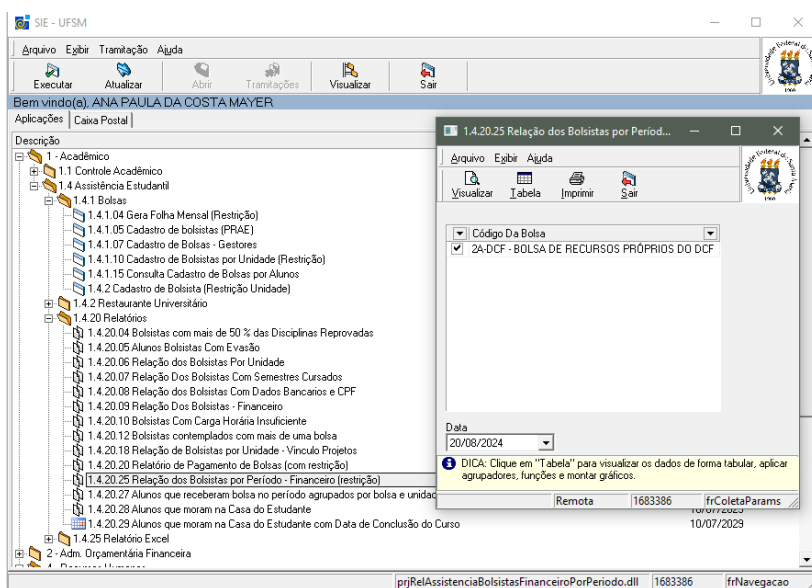 SIE - UFSM
Arquivo Exibir Tramitação Ajuda
Executar Atualizar Abrir Tramitações Visualizar Sair
Bem vindo(a), ANA PAULA DA COSTA MAYER
Aplicações Caixa Postal
Descrição
1 - Acadêmico
1.1 Controle Acadêmico
1.4 Assistência Estudantil
1.4.1 Bolsas
1.4.1.04 Gera Folha Mensal (Restrição)
1.4.1.05 Cadastro de bolsistas (PRAE)
1.4.1.07 Cadastro de Bolsas - Gestores
1.4.1.10 Cadastro de Bolsistas por Unidade (Restrição)
1.4.1.15 Consulta Cadastro de Bolsas por Alunos
1.4.2 Cadastro de Bolsista (Restrição Unidade)
1.4.2 Restaurante Universitário
1.4.20 Relatórios
1.4.20.04 Bolsistas com mais de 50 % das Disciplinas Reprovadas
1.4.20.05 Alunos Bolsistas Com Evasão
1.4.20.06 Relação dos Bolsistas Por Unidade
1.4.20.07 Relação Dos Bolsistas Com Semestres Cursados
1.4.20.08 Relação dos Bolsistas Com Dados Bancarios e CPF
1.4.20.09 Relação Dos Bolsistas - Financeiro
1.4.20.10 Bolsistas Com Carga Horária Insuficiente
1.4.20.12 Bolsistas contemplados com mais de uma bolsa
1.4.20.18 Relação de Bolsistas por Unidade - Vinculo Projetos
1.4.20.20 Relatório de Pagamento de Bolsas (com restrição)
1.4.20.25 Relação dos Bolsistas por Período - Financeiro (restrição)
1.4.20.27 Alunos que receberam bolsa no período agrupados por bolsa e unidad
1.4.20.28 Alunos que moram na Casa do Estudante
1.4.20.29 Alunos que moram na Casa do Estudante com Data de Conclusão do Curso 10/07/2029
1.4.25 Relatório Excel
2 - Adm. Orçamentária Financeira
prjRelAssistenciaBolsistasFinanceiroPorPeriodo.dll 1683386 frNavegacao
1.4.20.25 Relação dos Bolsistas por Períod...
Arquivo Exibir Ajuda
Visualizar Tabela Imprimir Sair
Código Da Bolsa
2A-DCF - BOLSA DE RECURSOS PRÓPRIOS DO DCF
Data
20/08/2024
DICA: Clique em "Tabela" para visualizar os dados de forma tabular, aplicar
agrupadores, funções e montar gráficos.
Remota 1683386 frColetaParams